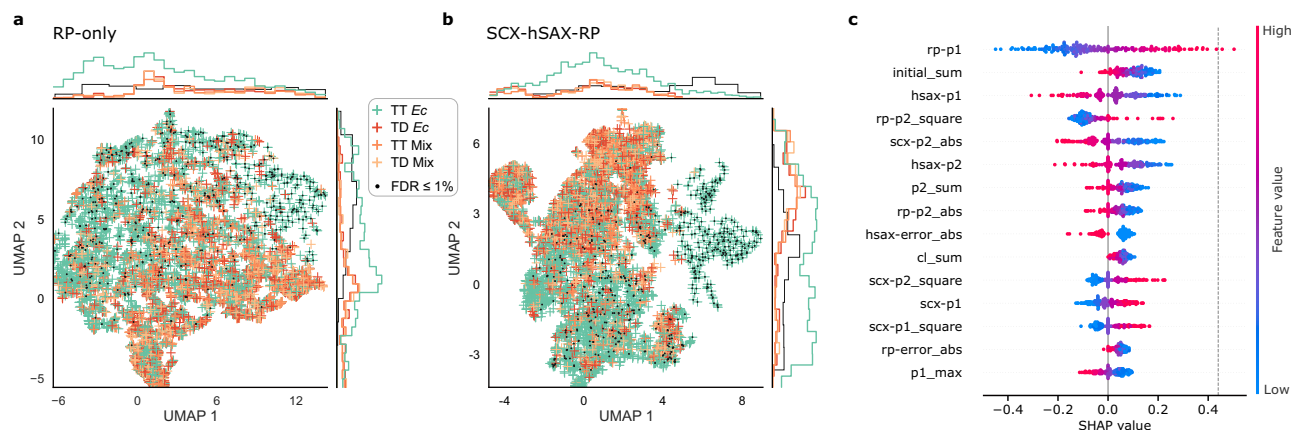 a
RP-only
TT Ec
TD Ec
TT Mix
TD Mix
FDR ≤ 1%
10
5
0
−5
UMAP 2
−6
0
6
12
UMAP 1
b
SCX-hSAX-RP
6
3
0
−3
UMAP 2
−4
0
4
8
UMAP 1
c
rp-p1
initial_sum
hsax-p1
rp-p2_square
scx-p2_abs
hsax-p2
p2_sum
rp-p2_abs
hsax-error_abs
cl_sum
scx-p2_square
scx-p1
scx-p1_square
rp-error_abs
p1_max
−0.4
−0.2
0.0
0.2
0.4
SHAP value
High
Feature value
Low